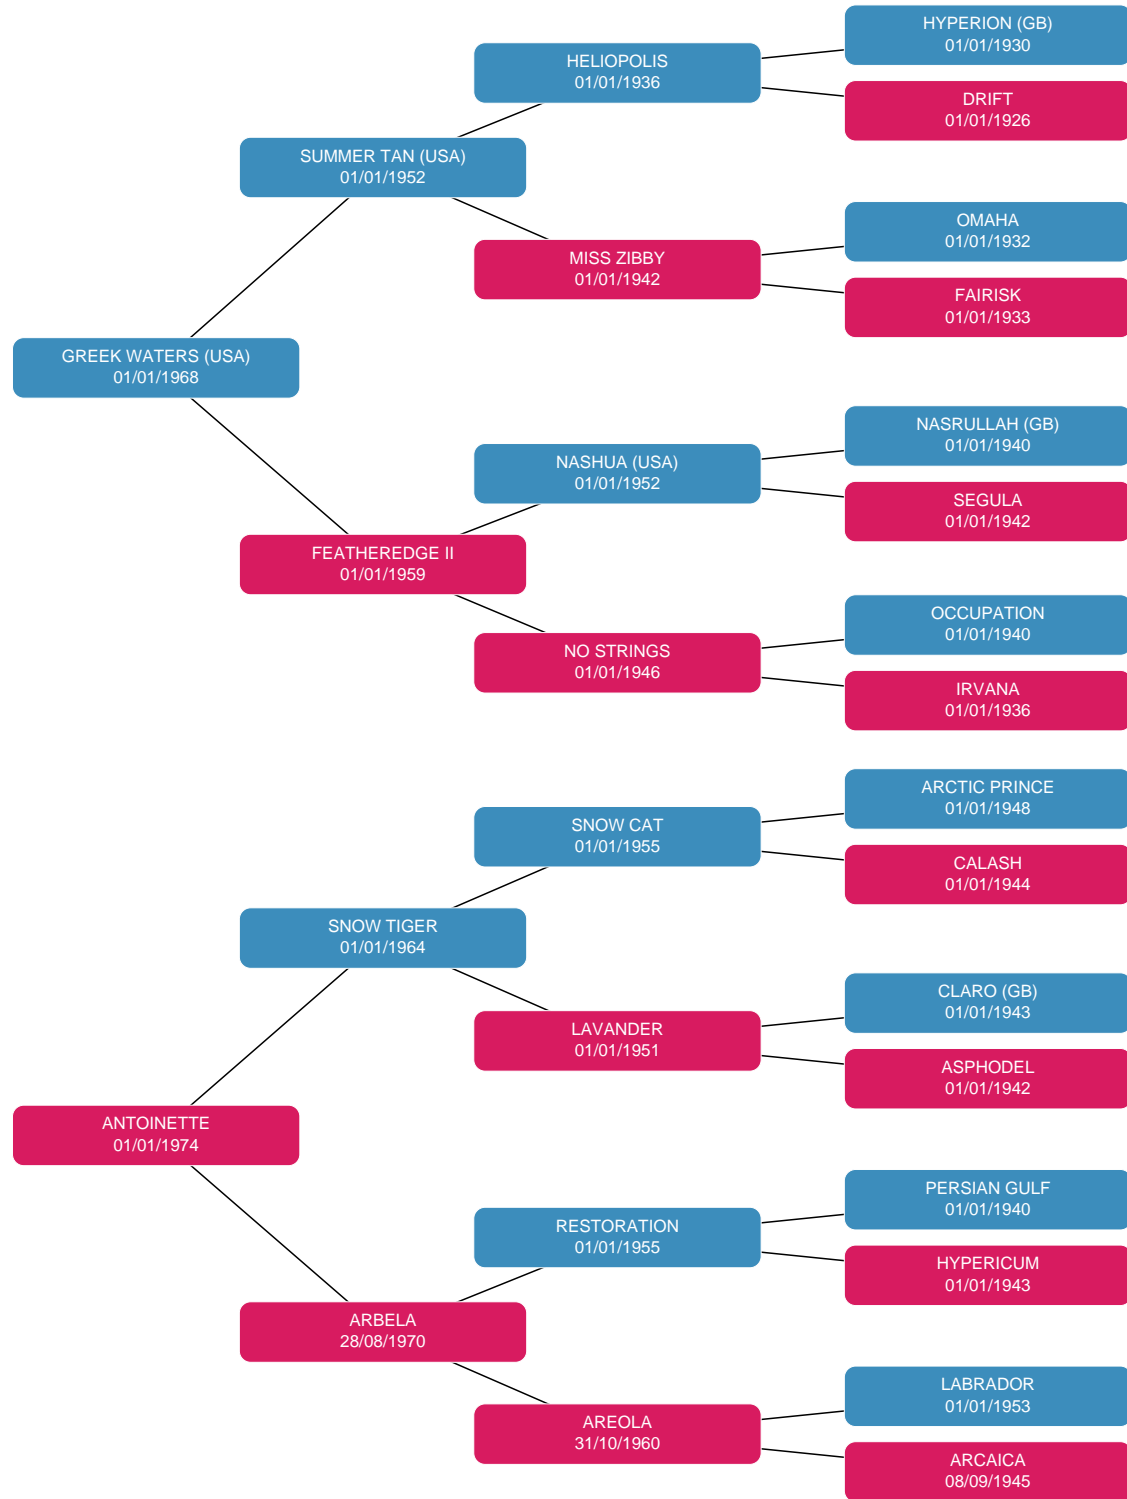 HYPERION (GB)
01/01/1930
HELIOPOLIS
01/01/1936
DRIFT
01/01/1926
SUMMER TAN (USA)
01/01/1952
OMAHA
01/01/1932
MISS ZIBBY
01/01/1942
FAIRISK
01/01/1933
GREEK WATERS (USA)
01/01/1968
NASRULLAH (GB)
01/01/1940
NASHUA (USA)
01/01/1952
SEGULA
01/01/1942
FEATHEREDGE II
01/01/1959
OCCUPATION
01/01/1940
NO STRINGS
01/01/1946
IRVANA
01/01/1936
ARCTIC PRINCE
01/01/1948
SNOW CAT
01/01/1955
CALASH
01/01/1944
SNOW TIGER
01/01/1964
CLARO (GB)
01/01/1943
LAVANDER
01/01/1951
ASPHODEL
01/01/1942
ANTOINETTE
01/01/1974
PERSIAN GULF
01/01/1940
RESTORATION
01/01/1955
HYPERICUM
01/01/1943
ARBELA
28/08/1970
LABRADOR
01/01/1953
AREOLA
31/10/1960
ARCAICA
08/09/1945